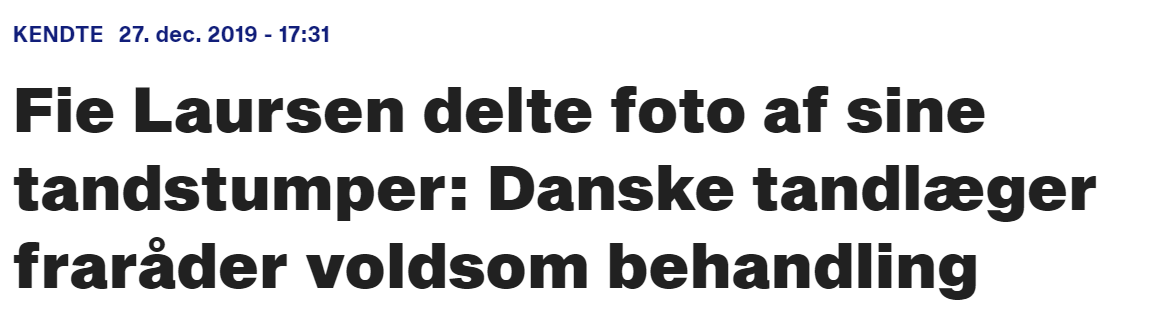 KENDTE 27. dec. 2019 - 17:31
Fie Laursen delte foto af sine
tandstumper: Danske tandlæger
fraråder voldsom behandling